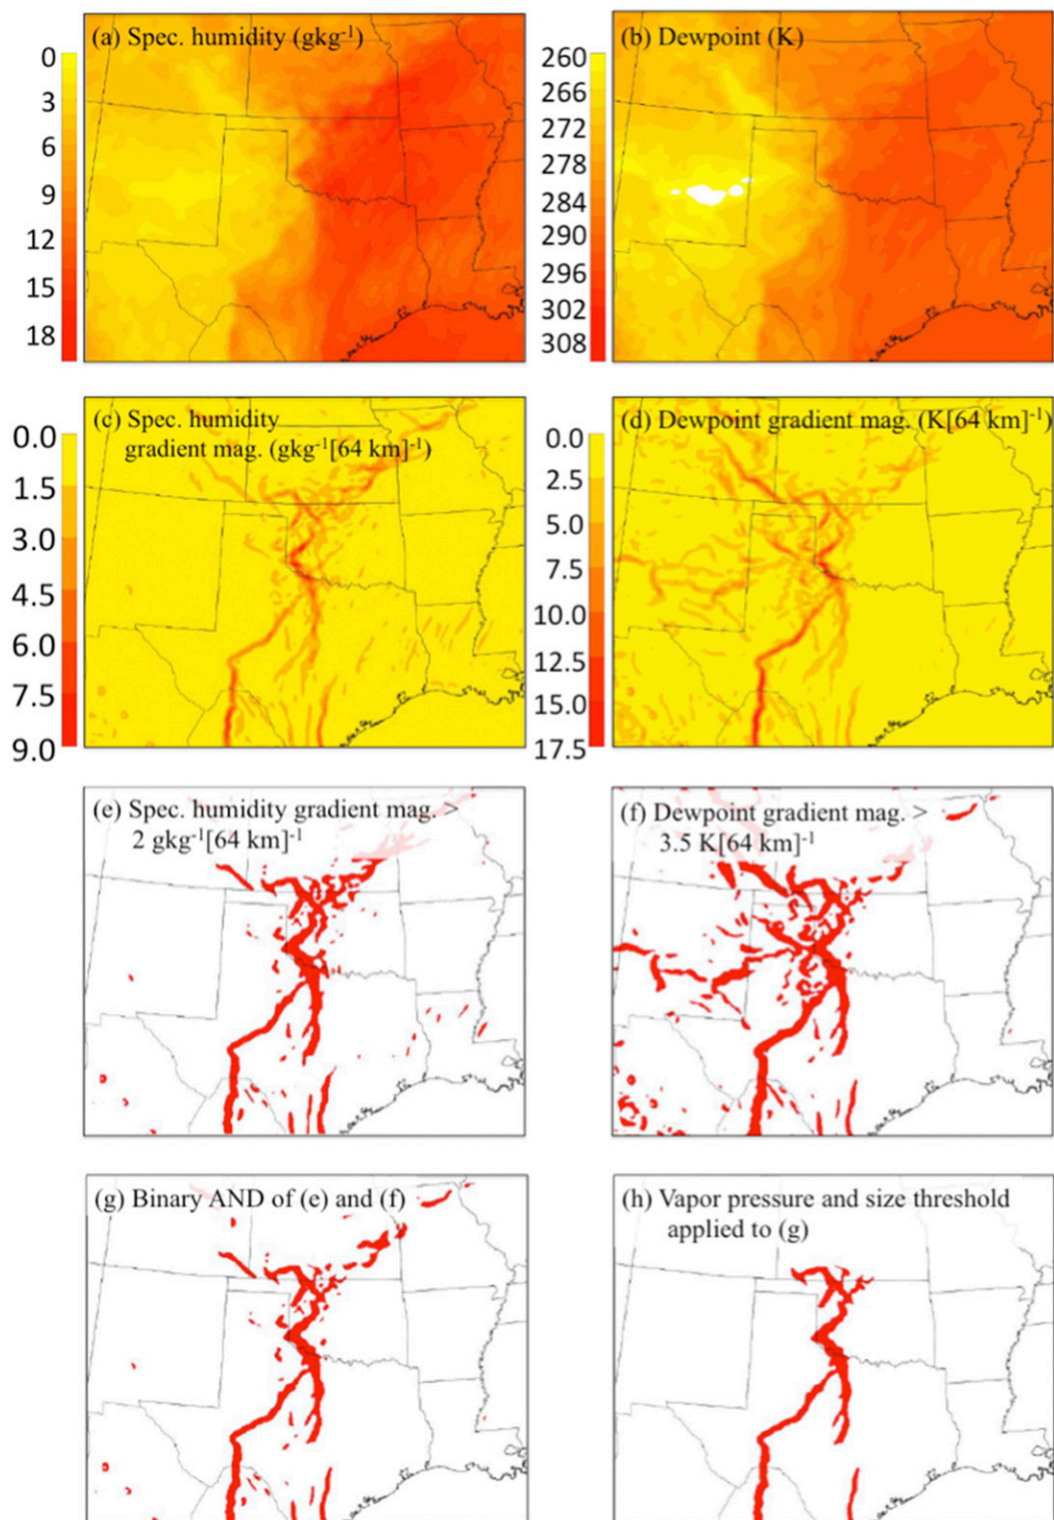 (a) Spec. humidity (gkg⁻¹)
0
3
6
9
12
15
18
(b) Dewpoint (K)
260
266
272
278
284
290
296
302
308
(c) Spec. humidity
gradient mag. (gkg⁻¹[64 km]⁻¹)
0.0
1.5
3.0
4.5
6.0
7.5
9.0
(d) Dewpoint gradient mag. (K[64 km]⁻¹)
0.0
2.5
5.0
7.5
10.0
12.5
15.0
17.5
(e) Spec. humidity gradient mag. >
2 gkg⁻¹[64 km]⁻¹
(f) Dewpoint gradient mag. >
3.5 K[64 km]⁻¹
(g) Binary AND of (e) and (f)
(h) Vapor pressure and size threshold
applied to (g)